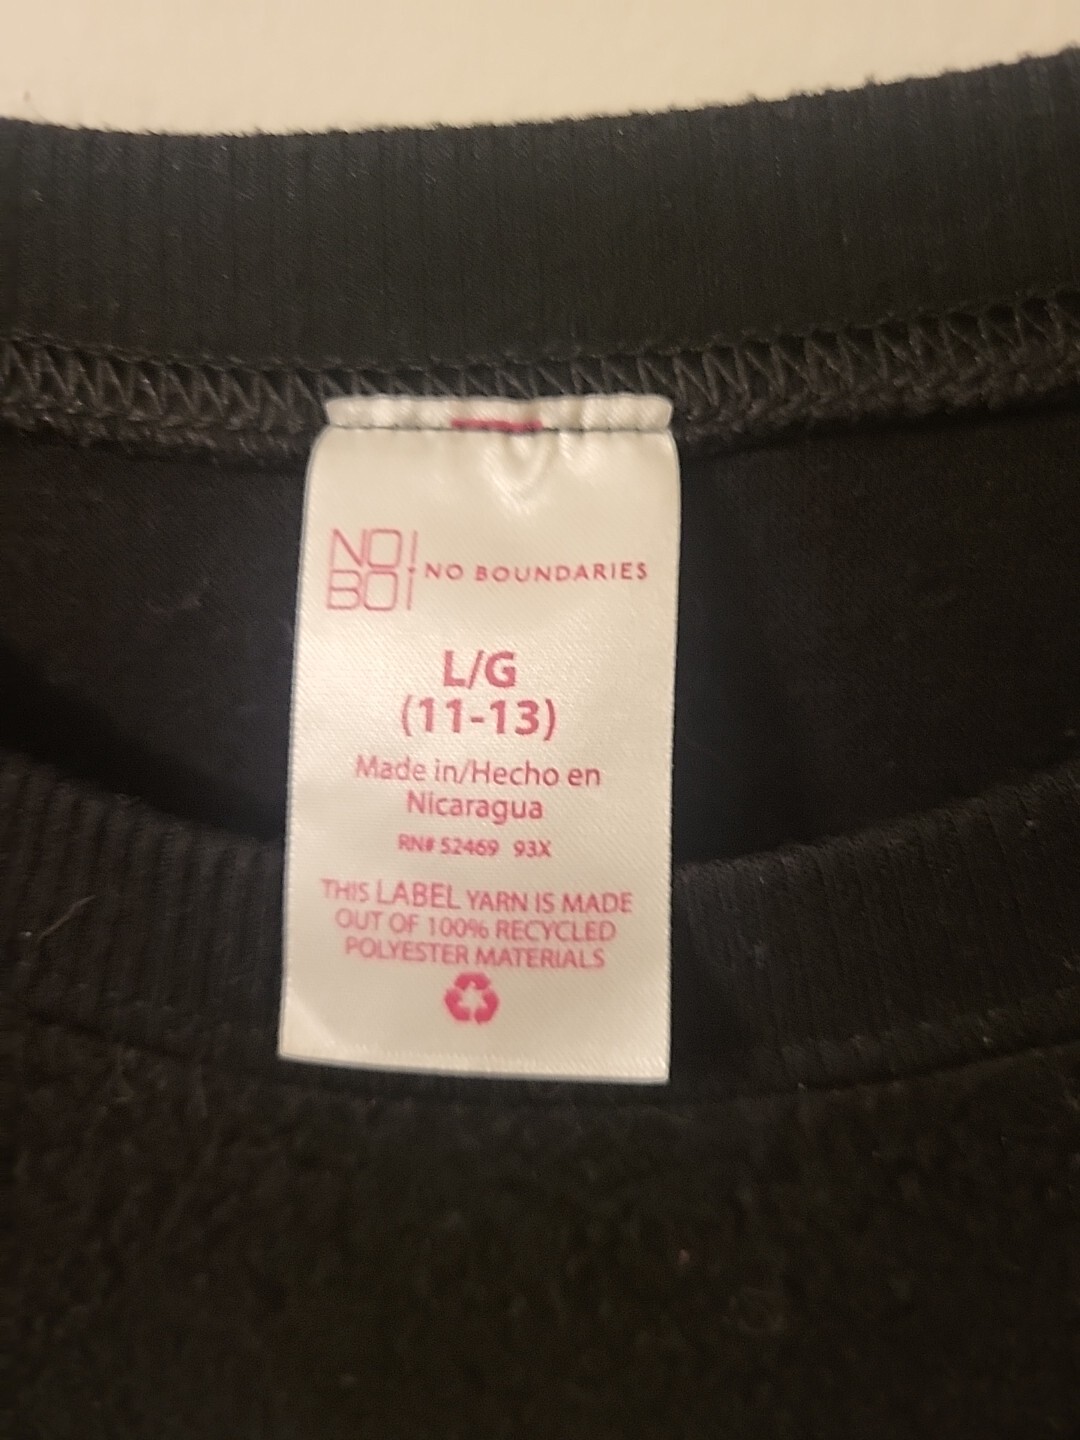 NO!
BO!
NO BOUNDARIES
L/G
(11-13)
Made in/Hecho en
Nicaragua
RN# 52469 93X
THIS LABEL YARN IS MADE
OUT OF 100% RECYCLED
POLYESTER MATERIALS